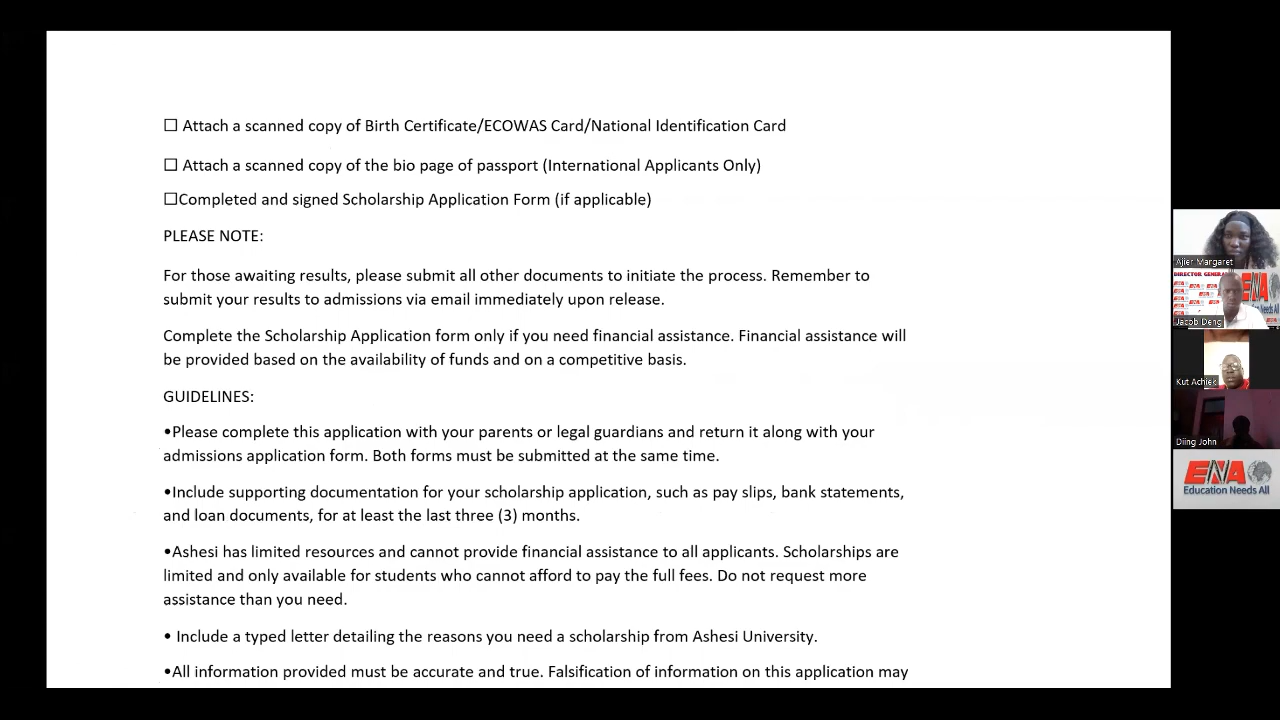 ☐ Attach a scanned copy of Birth Certificate/ECOWAS Card/National Identification Card
☐ Attach a scanned copy of the bio page of passport (International Applicants Only)
☐Completed and signed Scholarship Application Form (if applicable)
PLEASE NOTE:
For those awaiting results, please submit all other documents to initiate the process. Remember to
submit your results to admissions via email immediately upon release.
Complete the Scholarship Application form only if you need financial assistance. Financial assistance will
be provided based on the availability of funds and on a competitive basis.
GUIDELINES:
•Please complete this application with your parents or legal guardians and return it along with your
admissions application form. Both forms must be submitted at the same time.
•Include supporting documentation for your scholarship application, such as pay slips, bank statements,
and loan documents, for at least the last three (3) months.
•Ashesi has limited resources and cannot provide financial assistance to all applicants. Scholarships are
limited and only available for students who cannot afford to pay the full fees. Do not request more
assistance than you need.
• Include a typed letter detailing the reasons you need a scholarship from Ashesi University.
•All information provided must be accurate and true. Falsification of information on this application may
Ajier Margaret
DIRECTOR GENERA
ENA
Jacob Deng
Kut Achiek
Diing John
ENA
Education Needs All